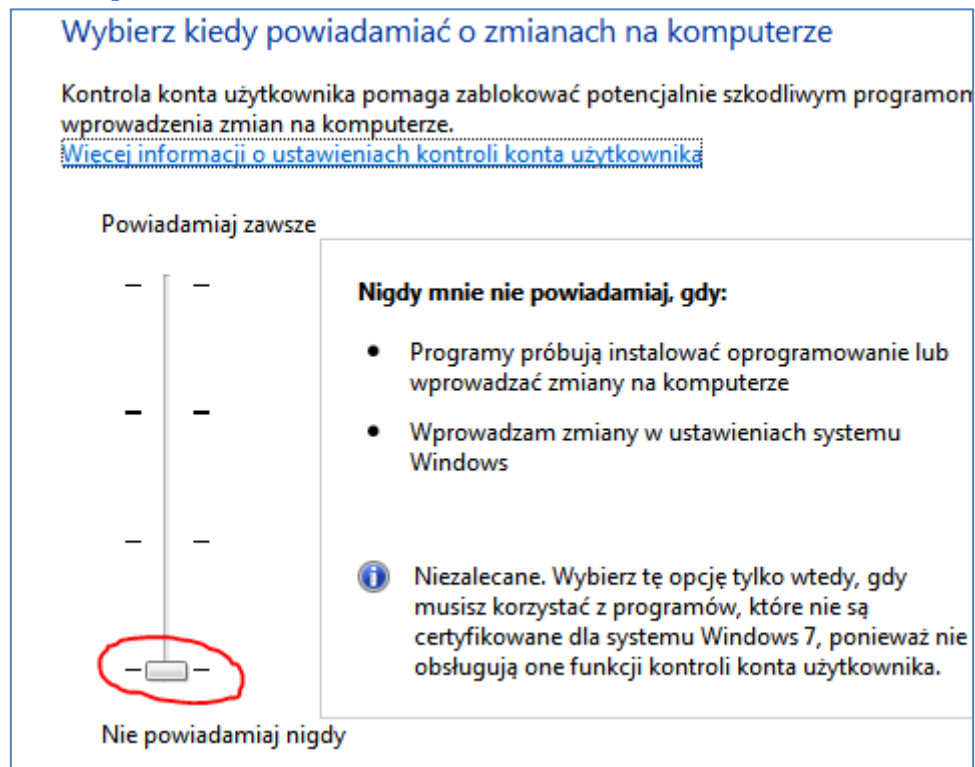 Wybierz kiedy powiadamiać o zmianach na komputerze
Kontrola konta użytkownika pomaga zablokować potencjalnie szkodliwym programom
wprowadzenia zmian na komputerze.
Więcej informacji o ustawieniach kontroli konta użytkownika
Powiadamiaj zawsze
Nigdy mnie nie powiadamiaj, gdy:
• Programy próbują instalować oprogramowanie lub
wprowadzać zmiany na komputerze
• Wprowadzam zmiany w ustawieniach systemu
Windows
Niezalecane. Wybierz tę opcję tylko wtedy, gdy
musisz korzystać z programów, które nie są
certyfikowane dla systemu Windows 7, ponieważ nie
obsługują one funkcji kontroli konta użytkownika.
Nie powiadamiaj nigdy